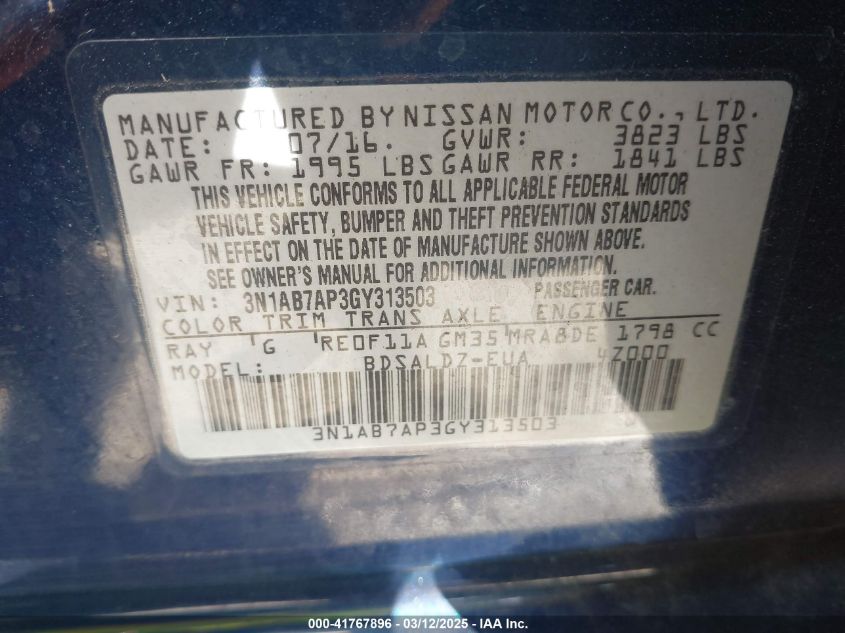 MANUFACTURED BY NISSAN MOTOR CO., LTD.
DATE: 07/16. GVWR: 3823 LBS
GAWR FR: 1995 LBS GAWR RR: 1841 LBS
THIS VEHICLE CONFORMS TO ALL APPLICABLE FEDERAL MOTOR
VEHICLE SAFETY, BUMPER AND THEFT PREVENTION STANDARDS
IN EFFECT ON THE DATE OF MANUFACTURE SHOWN ABOVE.
SEE OWNER'S MANUAL FOR ADDITIONAL INFORMATION.
VIN: 3N1AB7AP3GY313503 PASSENGER CAR.
COLOR TRIM TRANS AXLE ENGINE
RAY G RE0F11A GM35 MRA8DE 1798 CC
MODEL: BDSALDZ-EUA 4Z000
3N1AB7AP3GY313503
000-41767896 - 03/12/2025 - IAA Inc.